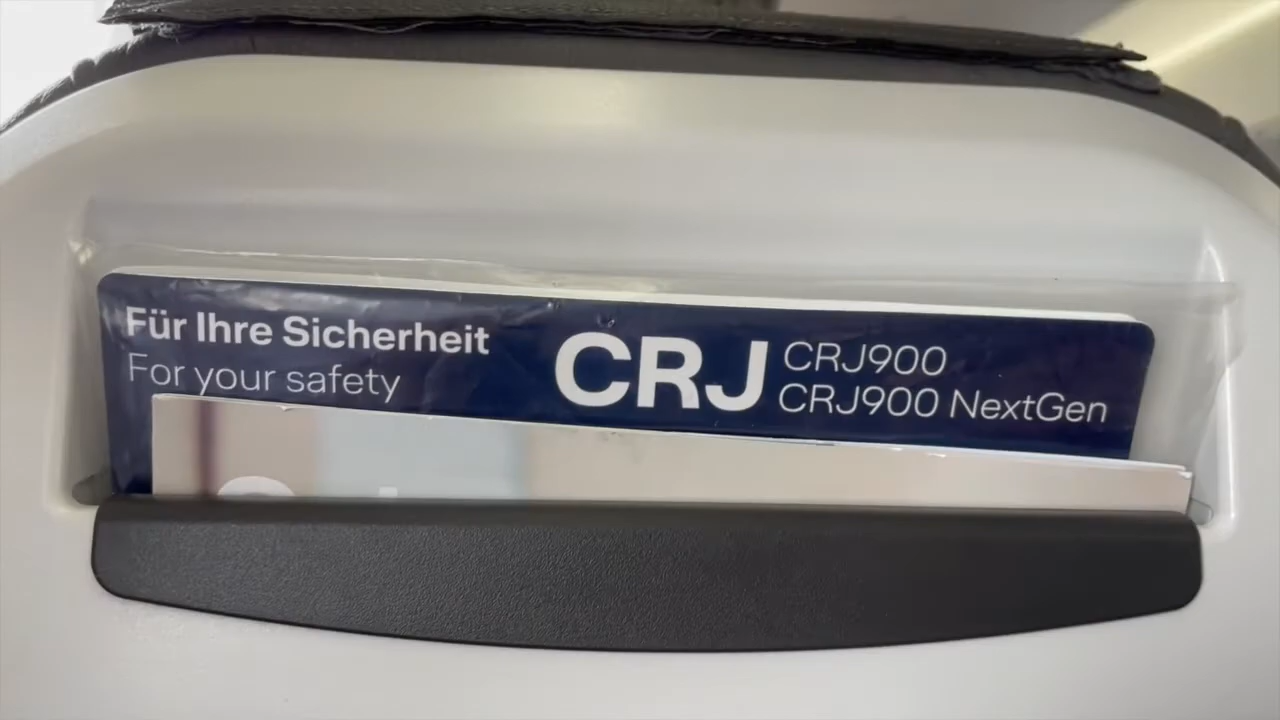 Für Ihre Sicherheit
For your safety
CRJ
CRJ900
CRJ900 NextGen